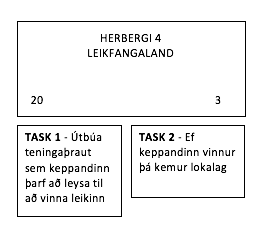 HERBERGI 4
LEIKFANGALAND
20 3
TASK 1 - Útbúa
teningaþraut
sem keppandinn
þarf að leysa til
að vinna leikinn
TASK 2 - Ef
keppandinn vinnur
þá kemur lokalag